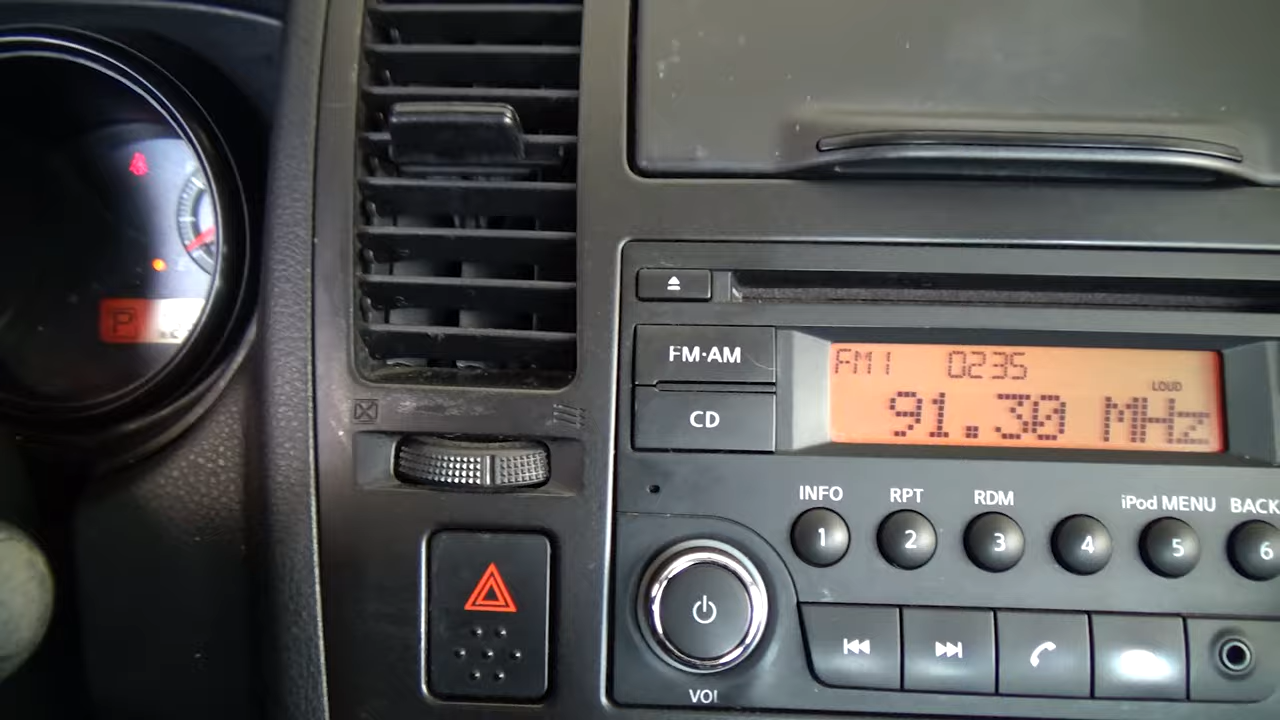 P
FM·AM
CD
FM1 0235
LOUD
91.30 MHz
INFO RPT RDM iPod MENU BACK
1 2 3 4 5 6
VOL